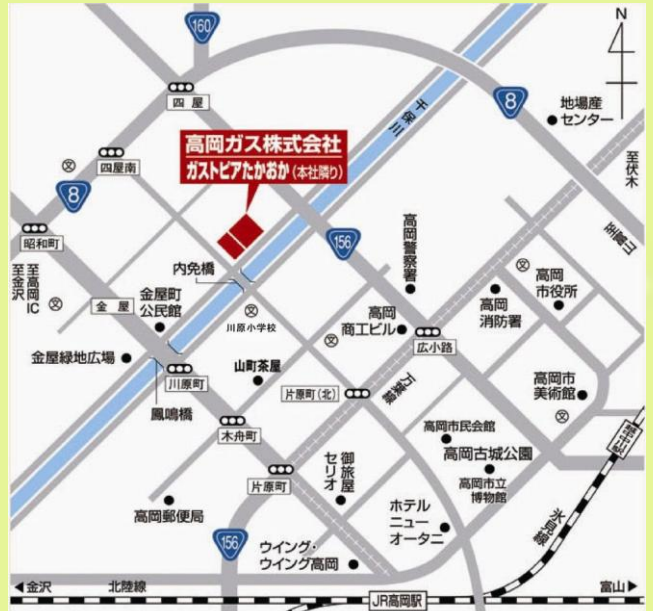 160
N
8
四 屋
地場産
センター
千保川
高岡ガス株式会社
ガストピアたかおか(本社隣り)
四屋南
至伏木
8
156
至富山
昭和町
高岡警察署
至高岡IC
至金沢
内免橋
金屋町
公民館
金 屋
川原小学校
高岡
商工ビル
高岡
消防署
高岡
市役所
広小路
金屋緑地広場
川原町
山町茶屋
万葉線
片原町(北)
高岡市
美術館
鳳鳴橋
木舟町
高岡市民会館
高岡古城公園
高岡市立
博物館
越中中川駅
片原町
御旅屋
セリオ
高岡郵便局
ホテル
ニュー
オータニ
氷見線
156
ウイング・
ウイング高岡
金沢
北陸線
JR高岡駅
富山